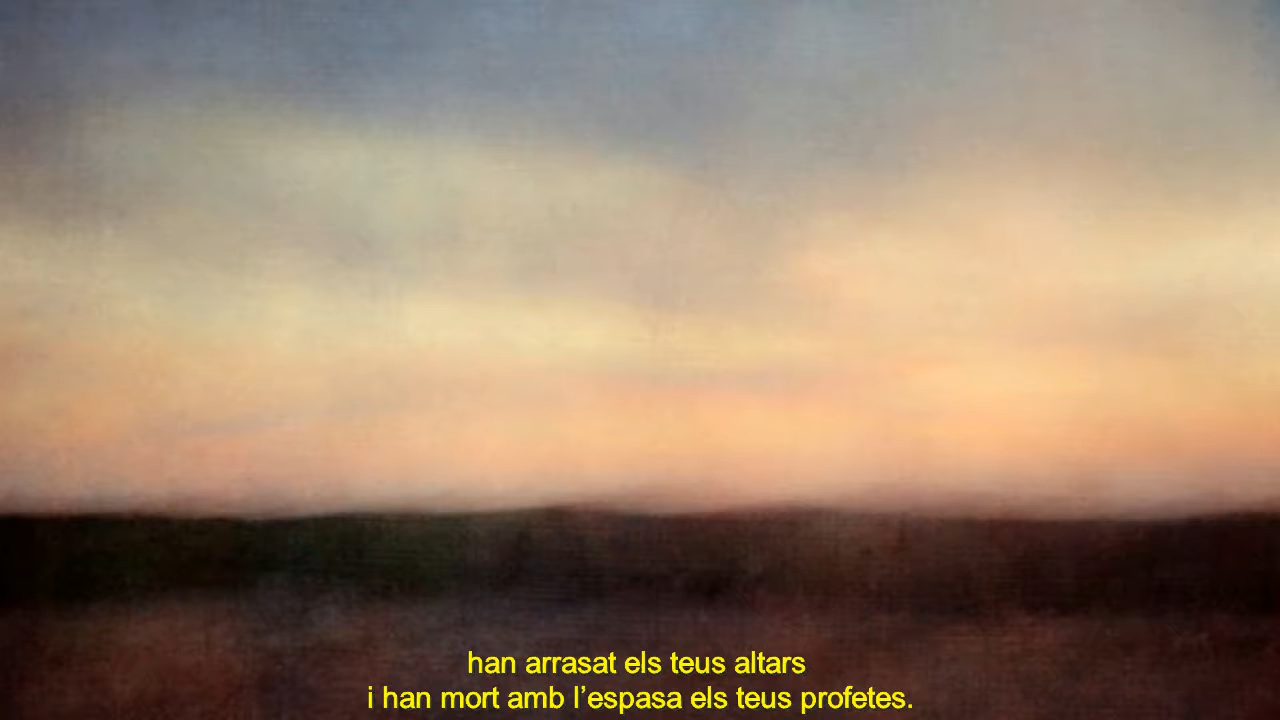 han arrasat els teus altars
i han mort amb l’espasa els teus profetes.